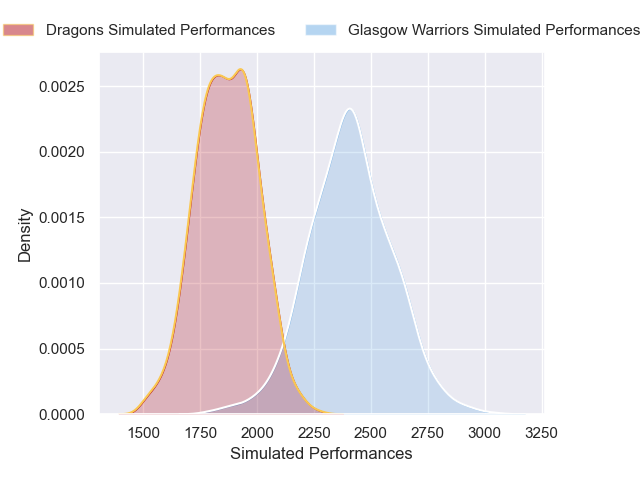 Dragons Simulated Performances
Glasgow Warriors Simulated Performances
0.0025
0.0020
0.0015
0.0010
0.0005
0.0000
Density
1500 1750 2000 2250 2500 2750 3000 3250
Simulated Performances